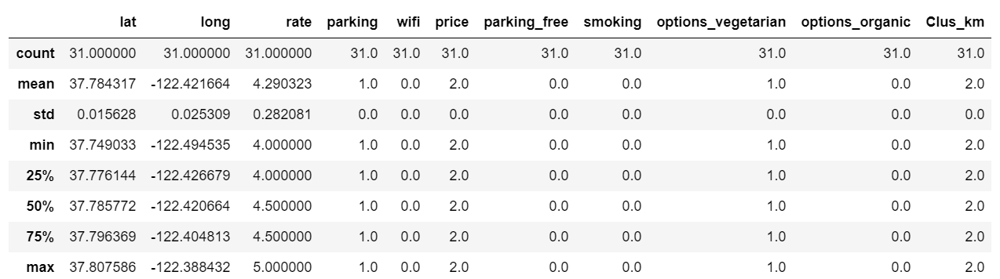 lat long rate parking wifi price parking_free smoking options_vegetarian options_organic Clus_km
count 31.000000 31.000000 31.000000 31.0 31.0 31.0 31.0 31.0 31.0 31.0 31.0
mean 37.784317 -122.421664 4.290323 1.0 0.0 2.0 0.0 0.0 1.0 0.0 2.0
std 0.015628 0.025309 0.282081 0.0 0.0 0.0 0.0 0.0 0.0 0.0 0.0
min 37.749033 -122.494535 4.000000 1.0 0.0 2.0 0.0 0.0 1.0 0.0 2.0
25% 37.776144 -122.426679 4.000000 1.0 0.0 2.0 0.0 0.0 1.0 0.0 2.0
50% 37.785772 -122.420664 4.500000 1.0 0.0 2.0 0.0 0.0 1.0 0.0 2.0
75% 37.796369 -122.404813 4.500000 1.0 0.0 2.0 0.0 0.0 1.0 0.0 2.0
max 37.807586 -122.388432 5.000000 1.0 0.0 2.0 0.0 0.0 1.0 0.0 2.0